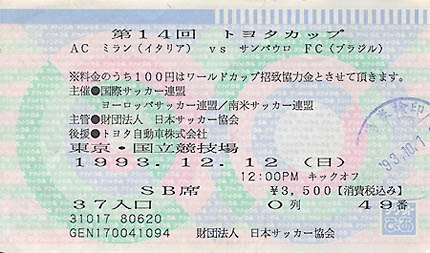 第14回 トヨタカップ
AC ミラン(イタリア) vs サンパウロ FC(ブラジル)
※料金のうち100円はワールドカップ招致協力金とさせて頂きます。
主催●国際サッカー連盟
ヨーロッパサッカー連盟/南米サッカー連盟
主管●財団法人 日本サッカー協会
後援●トヨタ自動車株式会社
東京・国立競技場
1993.12.12 (日)
12:00PM キックオフ
SB席 ¥3,500【消費税込み】
37入口 0列 49番
31017 80620
GEN170041094 財団法人 日本サッカー協会
'93.10.1